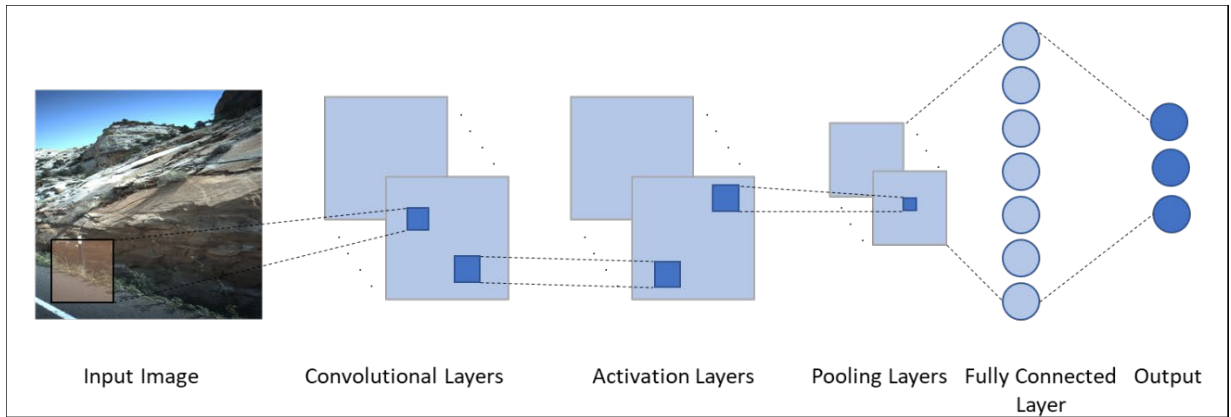 Input Image
Convolutional Layers
Activation Layers
Pooling Layers
Fully Connected
Layer
Output